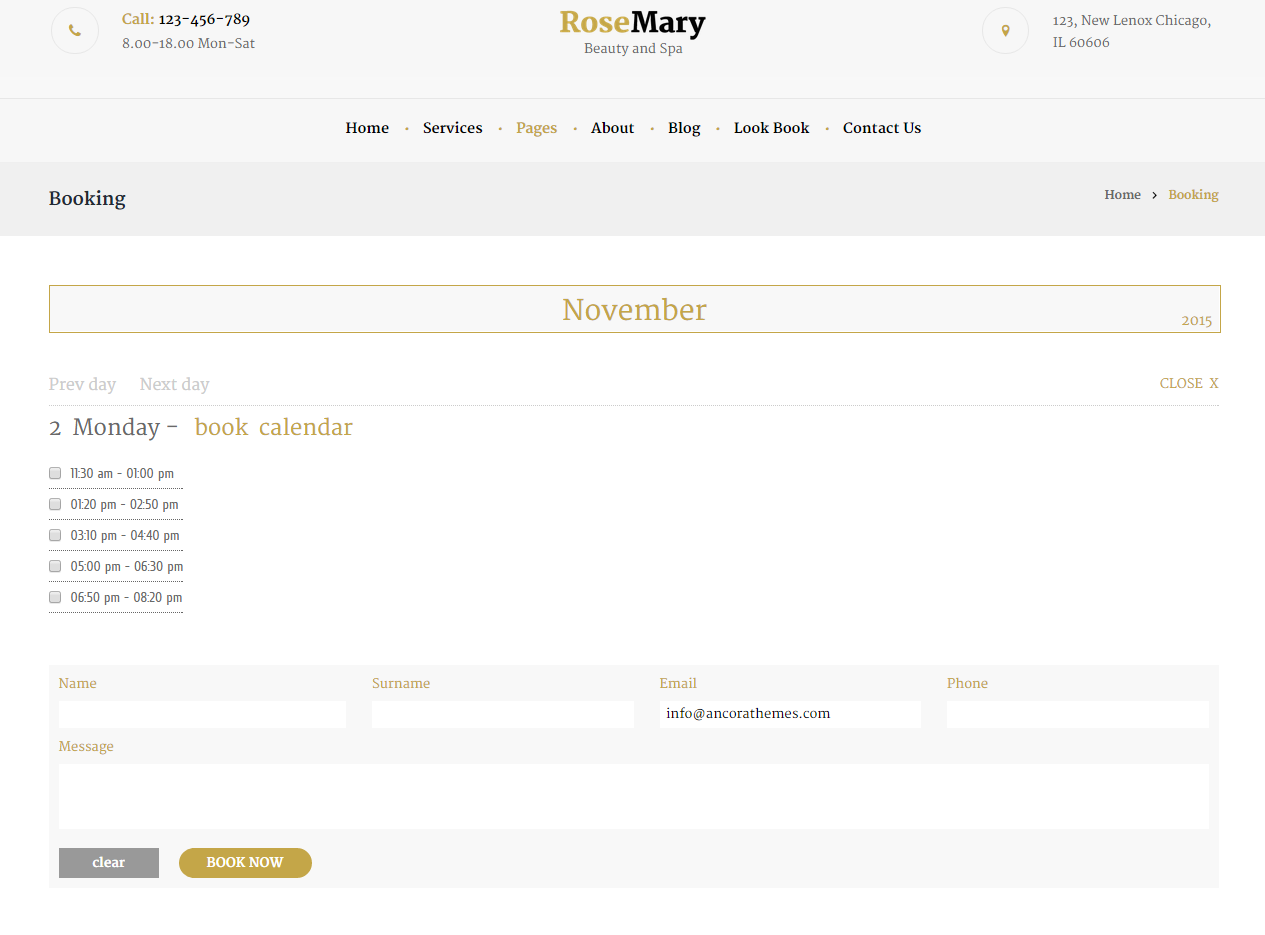 Call: 123-456-789
8.00-18.00 Mon-Sat
RoseMary
Beauty and Spa
123, New Lenox Chicago,
IL 60606
Home • Services • Pages • About • Blog • Look Book • Contact Us
Booking
Home > Booking
November
2015
Prev day Next day
CLOSE X
2 Monday - book calendar
11:30 am - 01:00 pm
01:20 pm - 02:50 pm
03:10 pm - 04:40 pm
05:00 pm - 06:30 pm
06:50 pm - 08:20 pm
Name Surname Email Phone
info@ancorathemes.com
Message
clear BOOK NOW